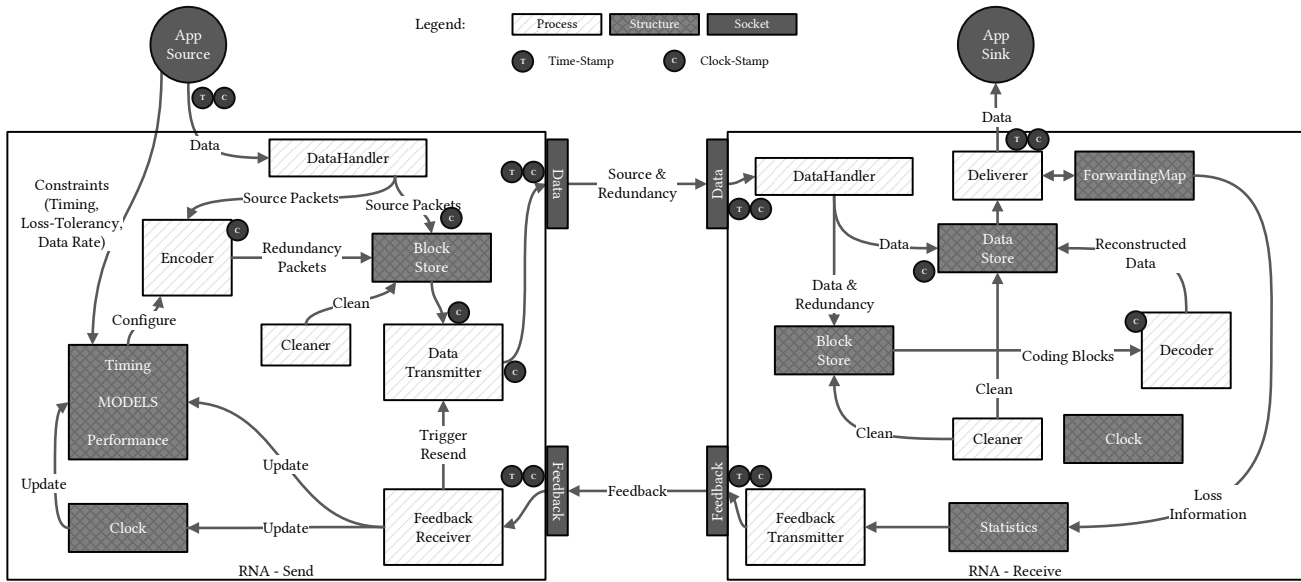 App
Source
Legend:
Process
Structure
Socket
T
Time-Stamp
C
Clock-Stamp
App
Sink
T
C
Data
DataHandler
Constraints
(Timing,
Loss-Tolerancy,
Data Rate)
Source Packets
Source Packets
C
C
Encoder
Redundancy
Packets
Block
Store
Configure
Clean
C
Cleaner
Data
Transmitter
C
Timing
MODELS
Performance
Trigger
Resend
Update
Update
Clock
Update
Feedback
Receiver
RNA - Send
T
C
Data
Source &
Redundancy
Data
T
C
T
C
Feedback
Feedback
Feedback
T
C
Data
T
C
DataHandler
Deliverer
ForwardingMap
Data
Data
Store
C
Reconstructed
Data
Data &
Redundancy
C
Block
Store
Coding Blocks
Decoder
Clean
Clean
Cleaner
Clock
Loss
Information
Feedback
Transmitter
Statistics
RNA - Receive